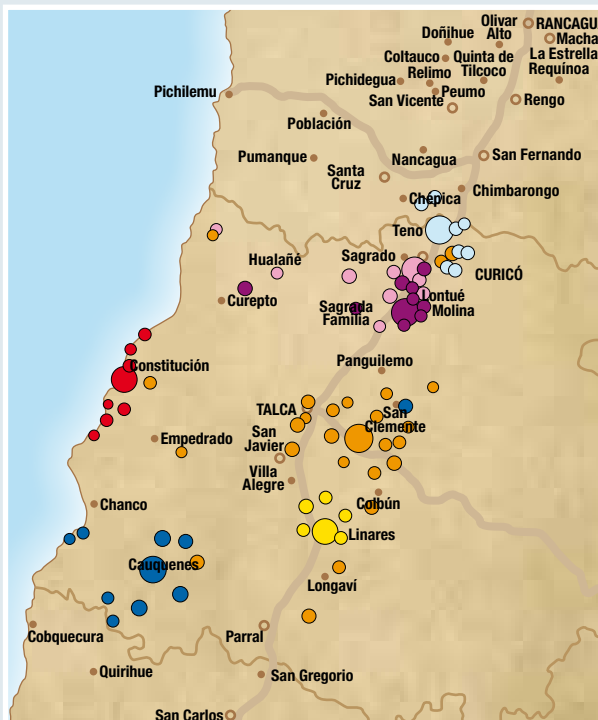 Olivar
Alto
RANCAGU
Doñihue
Macha
Coltauco
Quinta de
Tilcoco
La Estrella
Requínoa
Relimo
Pichidegua
Peumo
Pichilemu
San Vicente
Rengo
Población
Pumanque
Nancagua
San Fernando
Santa
Cruz
Chépica
Chimbarongo
Teno
Hualañé
Sagrado
CURICÓ
Curepto
Sagrada
Familia
Lontué
Molina
Panguilemo
Constitución
TALCA
San
Clemente
San
Javier
Empedrado
Villa
Alegre
Colbún
Chanco
Linares
Cauquenes
Longaví
Cobquecura
Parral
Quirihue
San Gregorio
San Carlos